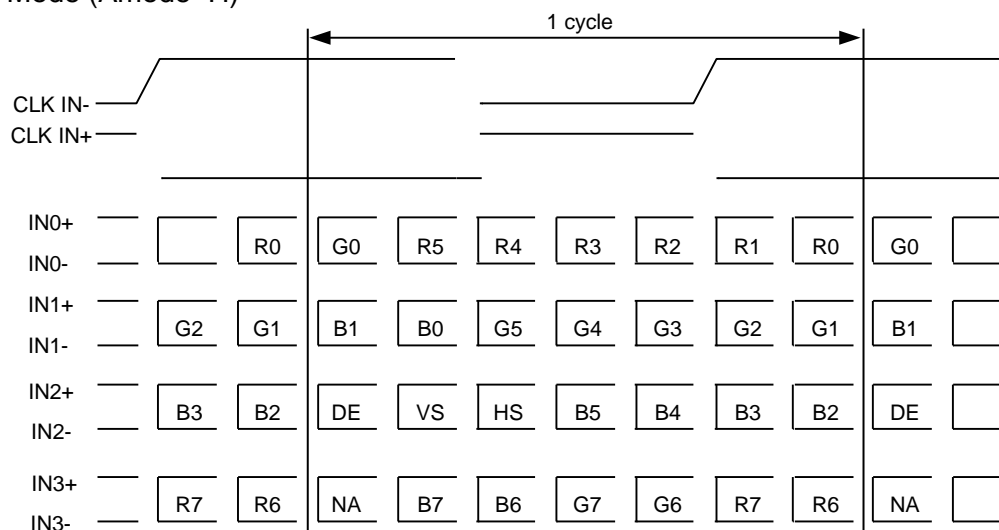 Mode (Amode
1 cycle
CLK IN-
CLK IN+
IN0+
R0 G0 R5 R4 R3 R2 R1 R0 G0
IN0-
IN1+
G2 G1 B1 B0 G5 G4 G3 G2 G1 B1
IN1-
IN2+
B3 B2 DE VS HS B5 B4 B3 B2 DE
IN2-
IN3+
R7 R6 NA B7 B6 G7 G6 R7 R6 NA
IN3-